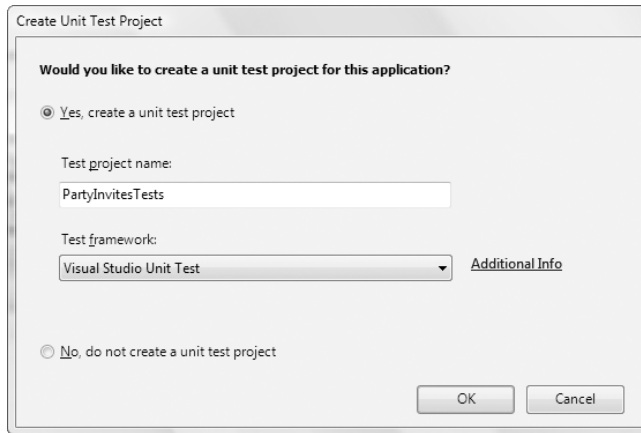 Create Unit Test Project
Would you like to create a unit test project for this application?
Yes, create a unit test project
Test project name:
PartyInvitesTests
Test framework:
Visual Studio Unit Test
Additional Info
No, do not create a unit test project
OK
Cancel